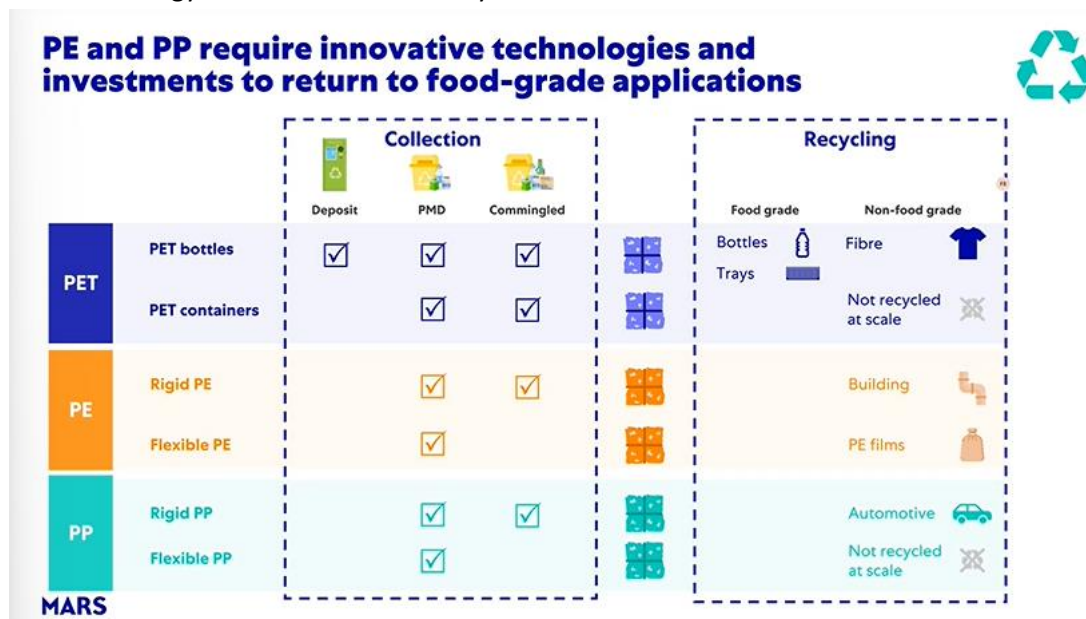 PE and PP require innovative technologies and
investments to return to food-grade applications
Collection
Recycling
Deposit
PMD
Commingled
Food grade
Non-food grade
PET
PET bottles
Bottles
Trays
Fibre
PET containers
Not recycled
at scale
PE
Rigid PE
Building
Flexible PE
PE films
PP
Rigid PP
Automotive
Flexible PP
Not recycled
at scale
MARS